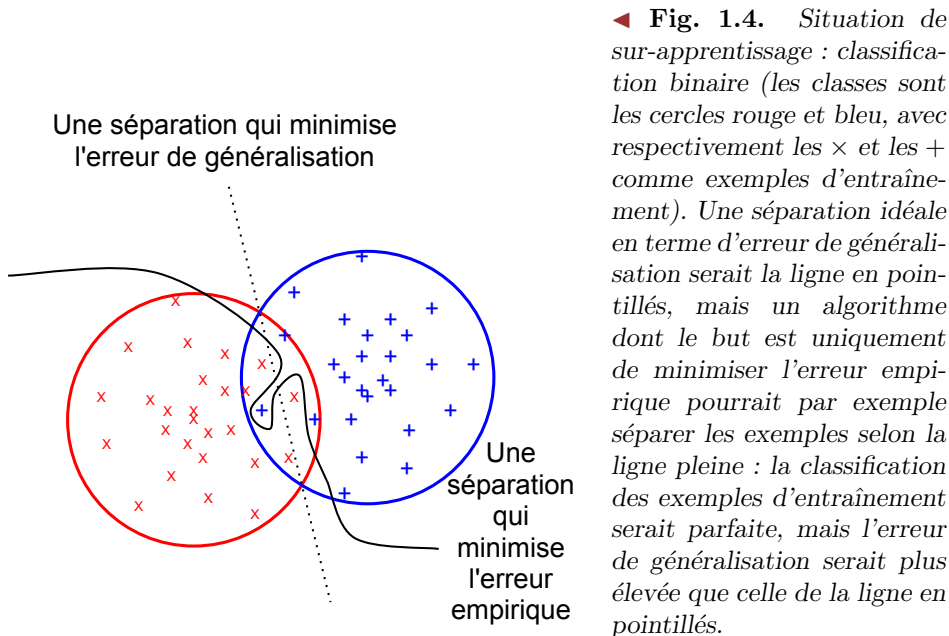 Une séparation qui minimise
l'erreur de généralisation
Une
séparation
qui
minimise
l'erreur
empirique
◄ Fig. 1.4. Situation de
sur-apprentissage : classifica-
tion binaire (les classes sont
les cercles rouge et bleu, avec
respectivement les × et les +
comme exemples d'entraîne-
ment). Une séparation idéale
en terme d'erreur de générali-
sation serait la ligne en poin-
tillés, mais un algorithme
dont le but est uniquement
de minimiser l'erreur empi-
rique pourrait par exemple
séparer les exemples selon la
ligne pleine : la classification
des exemples d'entraînement
serait parfaite, mais l'erreur
de généralisation serait plus
élevée que celle de la ligne en
pointillés.